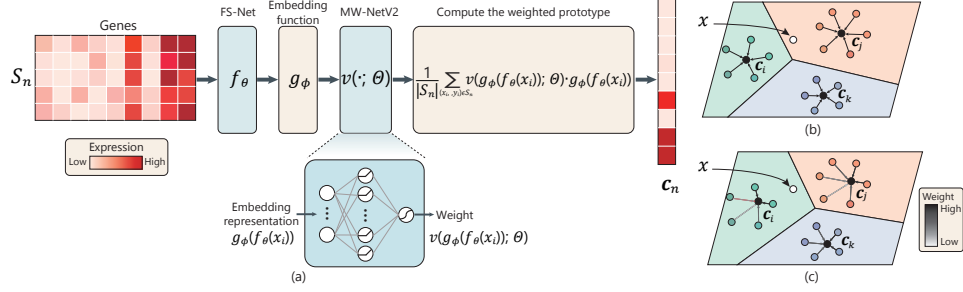 Genes
S_n
Expression
Low High
FS-Net
f_θ
Embedding
function
g_ϕ
MW-NetV2
v(·; Θ)
Compute the weighted prototype
1/|S_n| ∑_{(x_i, y_i)∈S_n} v(g_ϕ(f_θ(x_i)); Θ)·g_ϕ(f_θ(x_i))
c_n
Embedding
representation
g_ϕ(f_θ(x_i))
Weight
v(g_ϕ(f_θ(x_i)); Θ)
(a)
x
c_i
c_j
c_k
(b)
x
c_i
c_j
c_k
Weight
High
Low
(c)